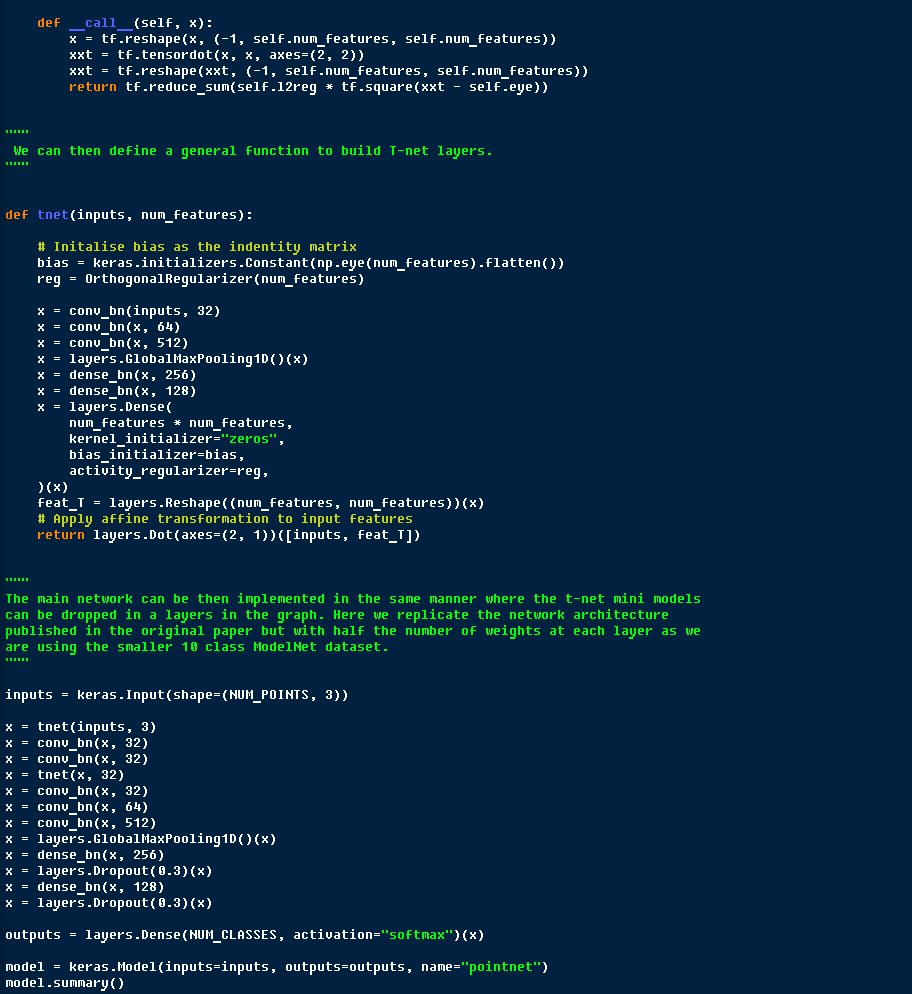 def __call__(self, x):
x = tf.reshape(x, (-1, self.num_features, self.num_features))
xxt = tf.tensordot(x, x, axes=(2, 2))
xxt = tf.reshape(xxt, (-1, self.num_features, self.num_features))
return tf.reduce_sum(self.l2reg * tf.square(xxt - self.eye))
"""
We can then define a general function to build T-net layers.
"""
def tnet(inputs, num_features):
# Initalise bias as the indentity matrix
bias = keras.initializers.Constant(np.eye(num_features).flatten())
reg = OrthogonalRegularizer(num_features)
x = conv_bn(inputs, 32)
x = conv_bn(x, 64)
x = conv_bn(x, 512)
x = layers.GlobalMaxPooling1D()(x)
x = dense_bn(x, 256)
x = dense_bn(x, 128)
x = layers.Dense(
num_features * num_features,
kernel_initializer="zeros",
bias_initializer=bias,
activity_regularizer=reg,
)(x)
feat_T = layers.Reshape((num_features, num_features))(x)
# Apply affine transformation to input features
return layers.Dot(axes=(2, 1))([inputs, feat_T])
"""
The main network can be then implemented in the same manner where the t-net mini models
can be dropped in a layers in the graph. Here we replicate the network architecture
published in the original paper but with half the number of weights at each layer as we
are using the smaller 10 class ModelNet dataset.
"""
inputs = keras.Input(shape=(NUM_POINTS, 3))
x = tnet(inputs, 3)
x = conv_bn(x, 32)
x = conv_bn(x, 32)
x = tnet(x, 32)
x = conv_bn(x, 32)
x = conv_bn(x, 64)
x = conv_bn(x, 512)
x = layers.GlobalMaxPooling1D()(x)
x = dense_bn(x, 256)
x = layers.Dropout(0.3)(x)
x = dense_bn(x, 128)
x = layers.Dropout(0.3)(x)
outputs = layers.Dense(NUM_CLASSES, activation="softmax")(x)
model = keras.Model(inputs=inputs, outputs=outputs, name="pointnet")
model.summary()